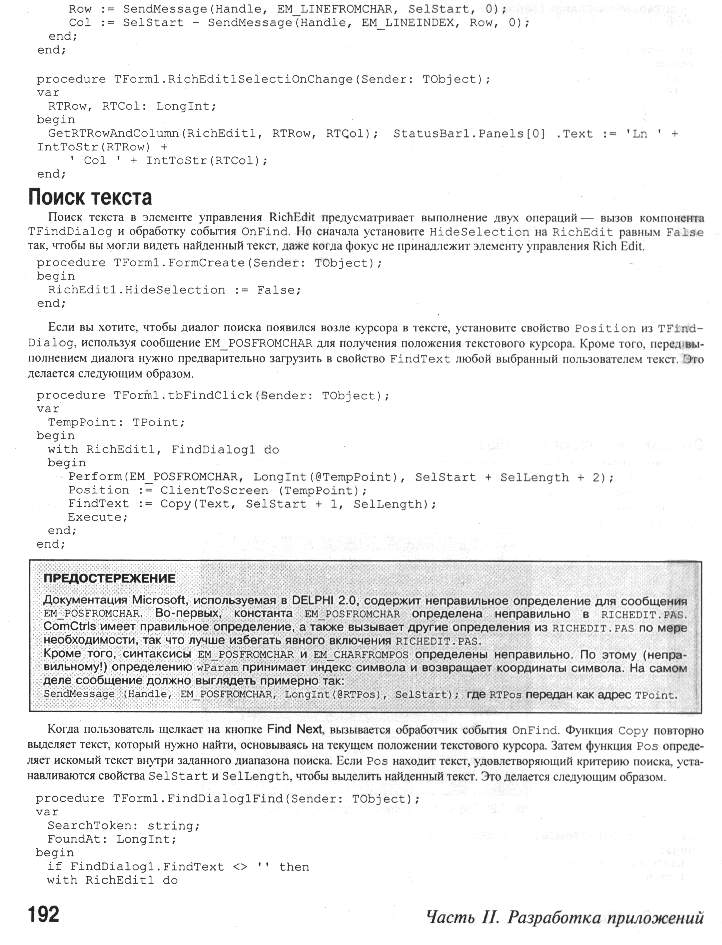 Row := SendMessage(Handle, EM_LINEFROMCHAR, SelStart, 0);
Col := SelStart - SendMessage(Handle, EM_LINEINDEX, Row, 0);
end;
end;
procedure TForm1.RichEdit1SelectiOnChange(Sender: TObject);
var
RTRow, RTCol: LongInt;
begin
GetRTRowAndColumn(RichEdit1, RTRow, RTCol); StatusBar1.Panels[0] .Text := 'Ln ' +
IntToStr(RTRow) +
' Col ' + IntToStr(RTCol);
end;
Поиск текста
Поиск текста в элементе управления RichEdit предусматривает выполнение двух операций — вызов компонента
TFindDialog и обработку события OnFind. Но сначала установите HideSelection на RichEdit равным False
так, чтобы вы могли видеть найденный текст, даже когда фокус не принадлежит элементу управления Rich Edit.
procedure TForm1.FormCreate(Sender: TObject);
begin
RichEdit1.HideSelection := False;
end;
Если вы хотите, чтобы диалог поиска появился возле курсора в тексте, установите свойство Position из TFind-
Dialog, используя сообщение EM_POSFROMCHAR для получения положения текстового курсора. Кроме того, перед вы-
полнением диалога нужно предварительно загрузить в свойство FindText любой выбранный пользователем текст. Это
делается следующим образом.
procedure TForm1.tbFindClick(Sender: TObject);
var
TempPoint: TPoint;
begin
with RichEdit1, FindDialog1 do
begin
Perform(EM_POSFROMCHAR, LongInt(@TempPoint), SelStart + SelLength + 2);
Position := ClientToScreen (TempPoint);
FindText := Copy(Text, SelStart + 1, SelLength);
Execute;
end;
end;
ПРЕДОСТЕРЕЖЕНИЕ
Документация Microsoft, используемая в DELPHI 2.0, содержит неправильное определение для сообщения
EM_POSFROMCHAR. Во-первых, константа EM_POSFROMCHAR определена неправильно в RICHEDIT.PAS.
ComCtrls имеет правильное определение, а также вызывает другие определения из RICHEDIT.PAS по мере
необходимости, так что лучше избегать явного включения RICHEDIT.PAS.
Кроме того, синтаксисы EM_POSFROMCHAR и EM_CHARFROMPOS определены неправильно. По этому (непра-
вильному!) определению wParam принимает индекс символа и возвращает координаты символа. На самом
деле сообщение должно выглядеть примерно так:
SendMessage (Handle, EM_POSFROMCHAR, LongInt(@RTPos), SelStart); где RTPos передан как адрес TPoint.
Когда пользователь щелкает на кнопке Find Next, вызывается обработчик события OnFind. Функция Copy повторно
выделяет текст, который нужно найти, основываясь на текущем положении текстового курсора. Затем функция Pos опреде-
ляет искомый текст внутри заданного диапазона поиска. Если Pos находит текст, удовлетворяющий критерию поиска, уста-
навливаются свойства SelStart и SelLength, чтобы выделить найденный текст. Это делается следующим образом.
procedure TForm1.FindDialog1Find(Sender: TObject);
var
SearchToken: string;
FoundAt: LongInt;
begin
if FindDialog1.FindText <> '' then
with RichEdit1 do
192
Часть II. Разработка приложений